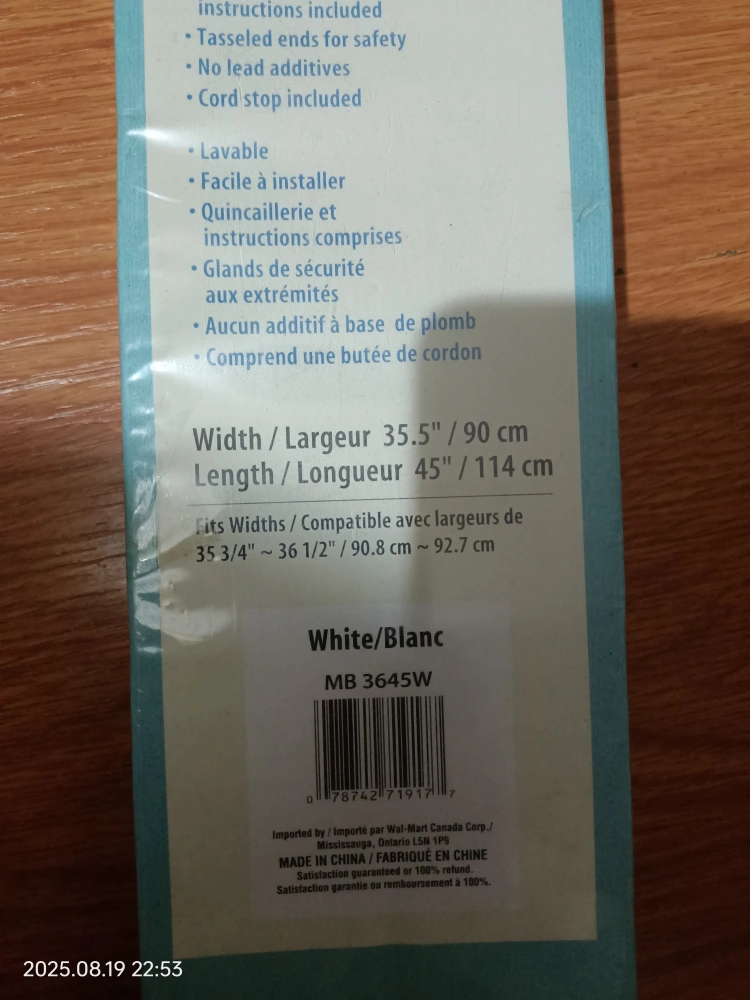 instructions included
• Tasseled ends for safety
• No lead additives
• Cord stop included
• Lavable
• Facile à installer
• Quincaillerie et
instructions comprises
• Glands de sécurité
aux extrémités
• Aucun additif à base de plomb
• Comprend une butée de cordon
Width / Largeur 35.5" / 90 cm
Length / Longueur 45" / 114 cm
Fits Widths / Compatible avec largeurs de
35 3/4" ~ 36 1/2" / 90.8 cm ~ 92.7 cm
White/Blanc
MB 3645W
0 78742 71917 7
Imported by / Importé par Wal-Mart Canada Corp./
Mississauga, Ontario L5N 1P9
MADE IN CHINA / FABRIQUÉ EN CHINE
Satisfaction guaranteed or 100% refund.
Satisfaction garantie ou remboursement à 100%.
2025.08.19 22:53